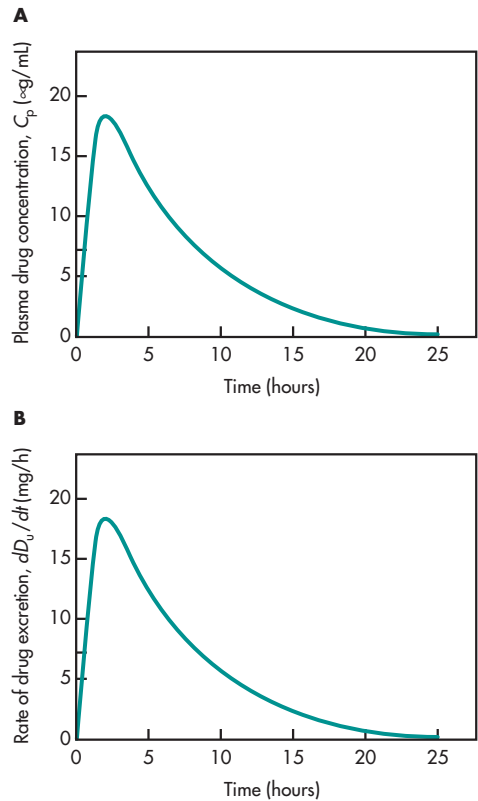 A
Plasma drug concentration, Cp (∝g/mL)
20
15
10
5
0
0 5 10 15 20 25
Time (hours)
B
Rate of drug excretion, dDu/dt (mg/h)
20
15
10
5
0
0 5 10 15 20 25
Time (hours)